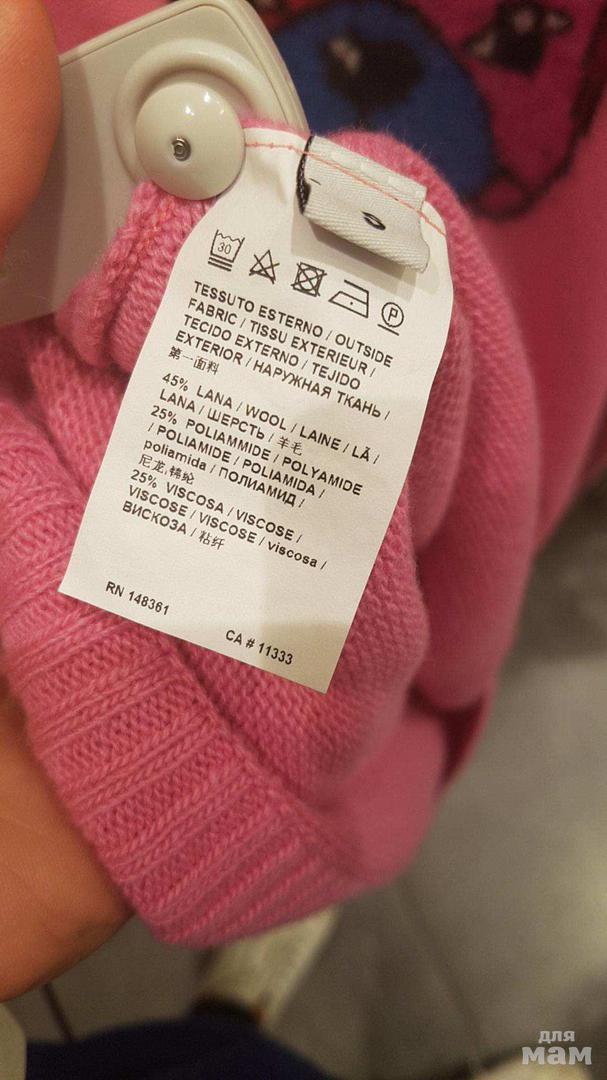 30
P
TESSUTO ESTERNO / OUTSIDE
FABRIC / TISSU EXTERIEUR /
TECIDO EXTERNO / TEJIDO
EXTERIOR / НАРУЖНАЯ ТКАНЬ /
第一面料
45% LANA / WOOL / LAINE / LÃ /
LANA / ШЕРСТЬ / 羊毛
25% POLIAMMIDE / POLYAMIDE
/ POLIAMIDE / POLIAMIDA /
poliamida / ПОЛИАМИД /
尼龙,锦纶
25% VISCOSA / VISCOSE /
VISCOSE / VISCOSE / viscosa /
ВИСКОЗА / 粘纤
RN 148361
CA # 11333
для
мам